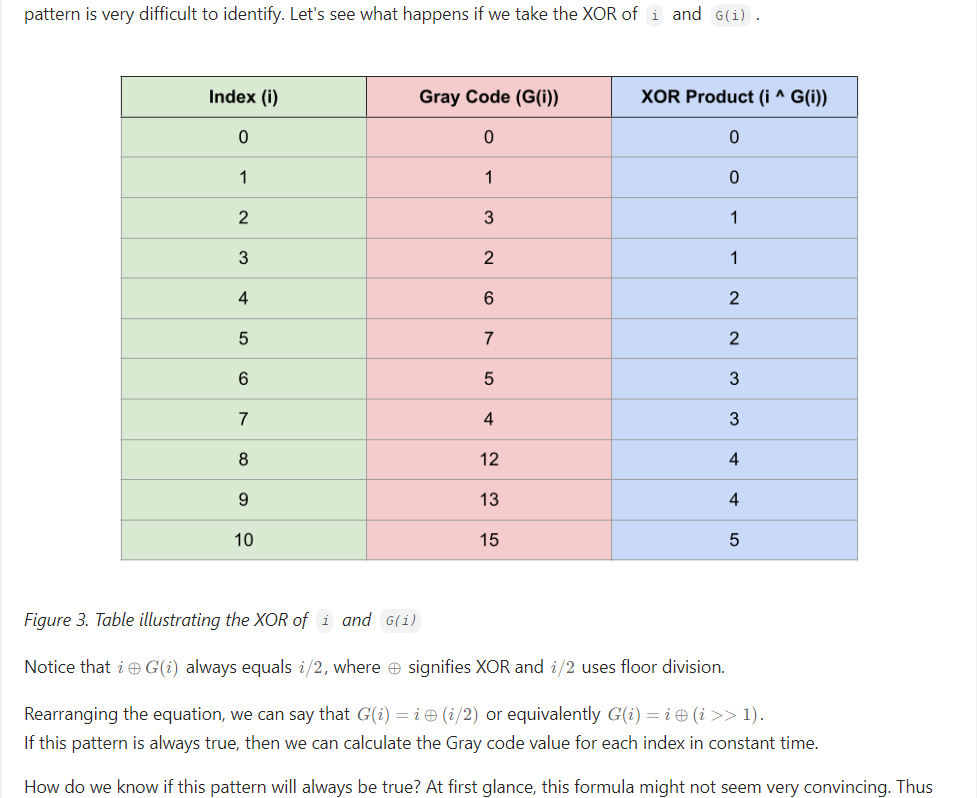 pattern is very difficult to identify. Let's see what happens if we take the XOR of i and G(i) .
Index (i) Gray Code (G(i)) XOR Product (i ^ G(i))
0 0 0
1 1 0
2 3 1
3 2 1
4 6 2
5 7 2
6 5 3
7 4 3
8 12 4
9 13 4
10 15 5
Figure 3. Table illustrating the XOR of i and G(i)
Notice that i ⊕ G(i) always equals i/2, where ⊕ signifies XOR and i/2 uses floor division.
Rearranging the equation, we can say that G(i) = i ⊕ (i/2) or equivalently G(i) = i ⊕ (i >> 1).
If this pattern is always true, then we can calculate the Gray code value for each index in constant time.
How do we know if this pattern will always be true? At first glance, this formula might not seem very convincing. Thus